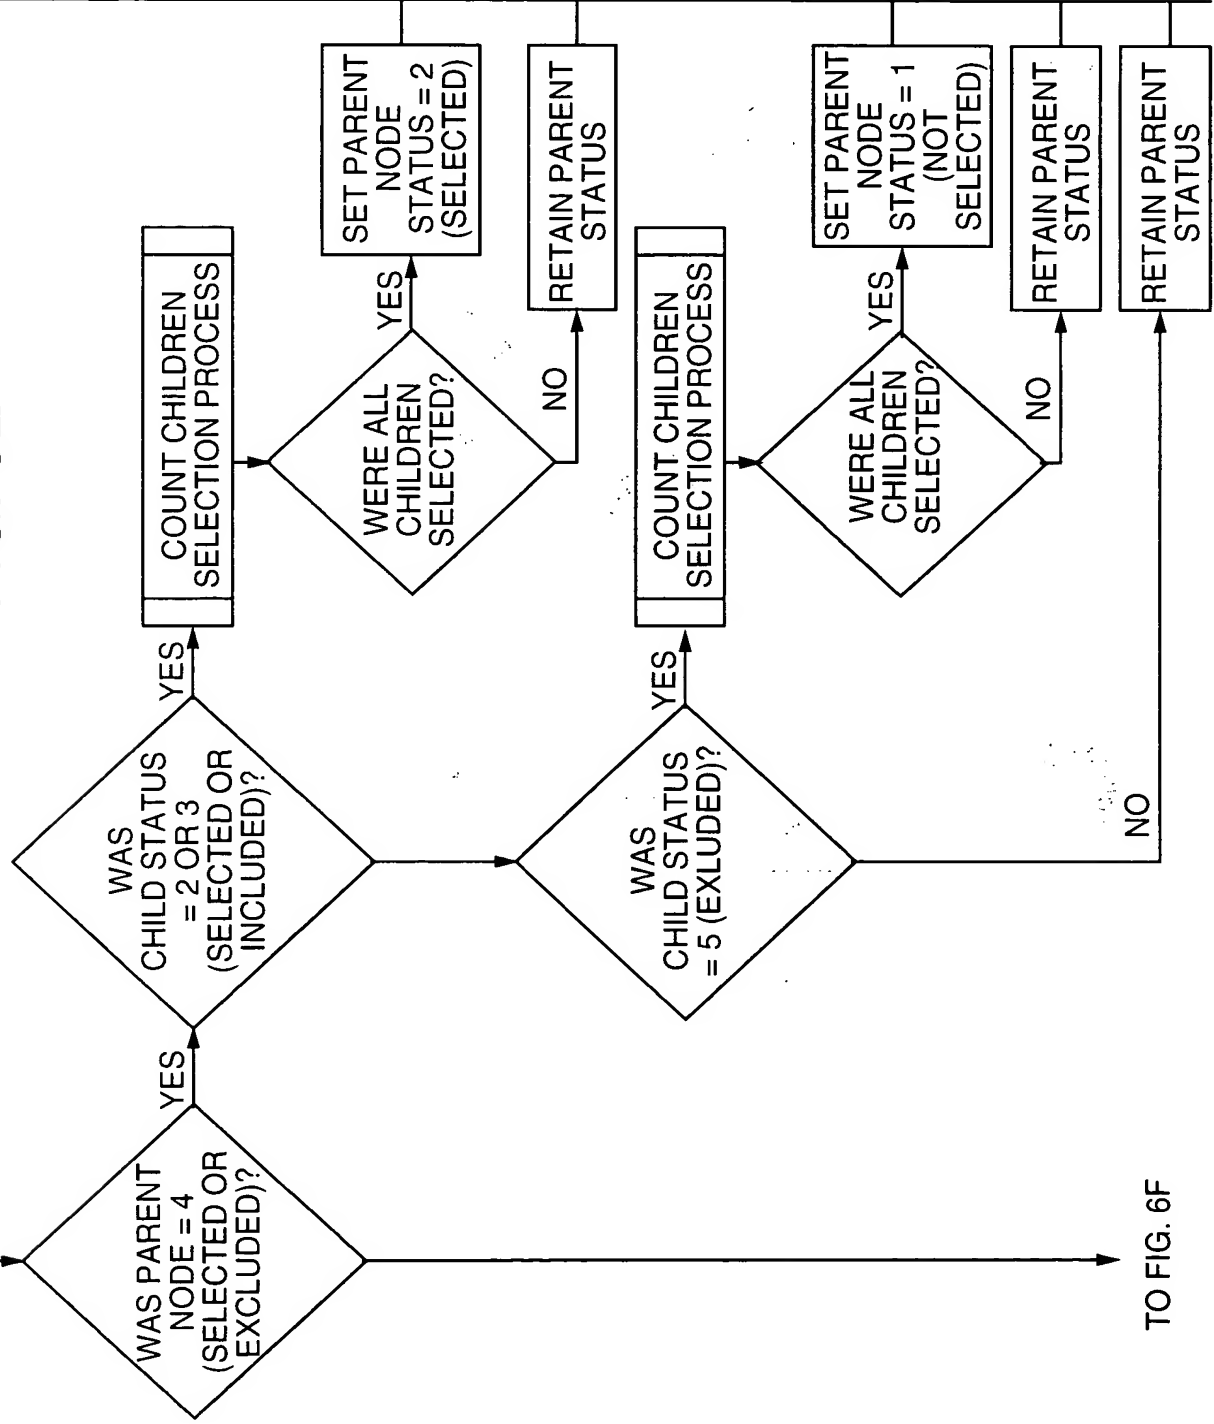 WAS PARENT
NODE = 4
(SELECTED OR
EXCLUDED)?
YES
TO FIG. 6F
WAS
CHILD STATUS
= 2 OR 3
(SELECTED OR
INCLUDED)?
YES
COUNT CHILDREN
SELECTION PROCESS
WERE ALL
CHILDREN
SELECTED?
YES
SET PARENT
NODE
STATUS = 2
(SELECTED)
NO
RETAIN PARENT
STATUS
WAS
CHILD STATUS
= 5 (EXLUDED)?
YES
COUNT CHILDREN
SELECTION PROCESS
WERE ALL
CHILDREN
SELECTED?
YES
SET PARENT
NODE
STATUS = 1
(NOT
SELECTED)
NO
RETAIN PARENT
STATUS
NO
RETAIN PARENT
STATUS